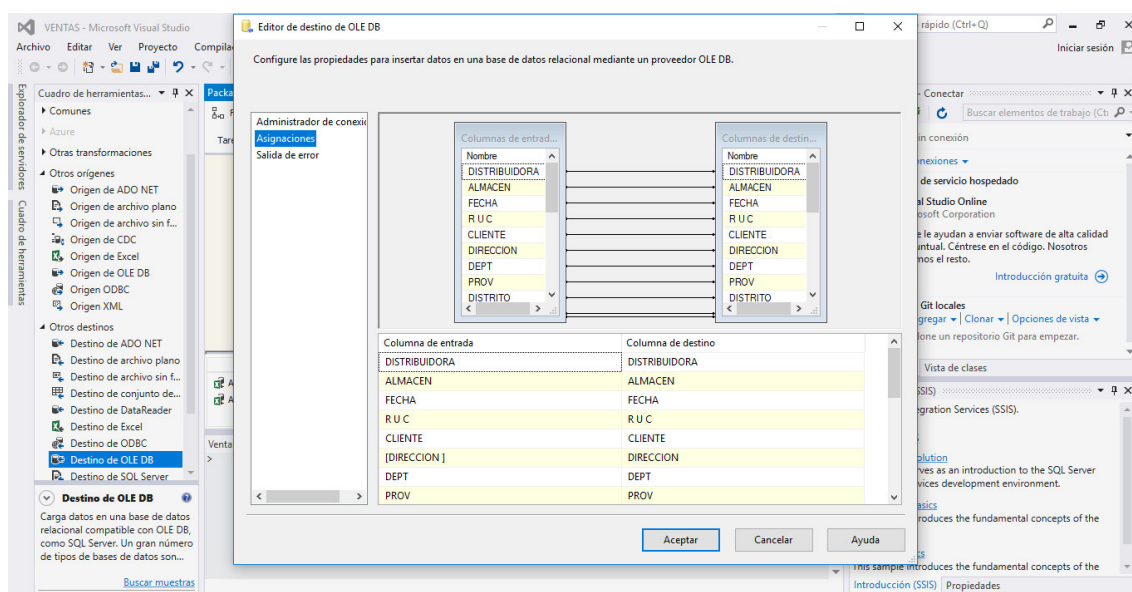 VENTAS - Microsoft Visual Studio
rápido (Ctrl+Q)
Archivo Editar Ver Proyecto Compila
Iniciar sesión
Explorador de servidores
Cuadro de herramientas
Cuadro de herramientas...
Comunes
Azure
Otras transformaciones
Otros orígenes
Origen de ADO NET
Origen de archivo plano
Origen de archivo sin f...
Origen de CDC
Origen de Excel
Origen de OLE DB
Origen ODBC
Origen XML
Otros destinos
Destino de ADO NET
Destino de archivo plano
Destino de archivo sin f...
Destino de conjunto de...
Destino de DataReader
Destino de Excel
Destino de ODBC
Destino de OLE DB
Destino de SQL Server
Destino de OLE DB
Carga datos en una base de datos
relacional compatible con OLE DB,
como SQL Server. Un gran número
de tipos de bases de datos son...
Buscar muestras
Packa
F
Tare
A
A
Venta
Editor de destino de OLE DB
Configure las propiedades para insertar datos en una base de datos relacional mediante un proveedor OLE DB.
Administrador de conexi
Asignaciones
Salida de error
Columnas de entrad...
Nombre
DISTRIBUIDORA
ALMACEN
FECHA
R U C
CLIENTE
DIRECCION
DEPT
PROV
DISTRITO
Columnas de destin...
Nombre
DISTRIBUIDORA
ALMACEN
FECHA
R U C
CLIENTE
DIRECCION
DEPT
PROV
DISTRITO
Columna de entrada Columna de destino
DISTRIBUIDORA DISTRIBUIDORA
ALMACEN ALMACEN
FECHA FECHA
R U C R U C
CLIENTE CLIENTE
[DIRECCION ] DIRECCION
DEPT DEPT
PROV PROV
Aceptar Cancelar Ayuda
- Conectar
Buscar elementos de trabajo (Ct
in conexión
nexiones
de servicio hospedado
al Studio Online
osoft Corporation
e le ayudan a enviar software de alta calidad
untual. Céntrese en el código. Nosotros
mos el resto.
Introducción gratuita
Git locales
gregar | Clonar | Opciones de vista
ione un repositorio Git para empezar.
Vista de clases
SSIS)
egration Services (SSIS).
olution
rves as an introduction to the SQL Server
vices development environment.
asics
roduces the fundamental concepts of the
cs
This sample introduces the fundamental concepts of the
Introducción (SSIS) Propiedades